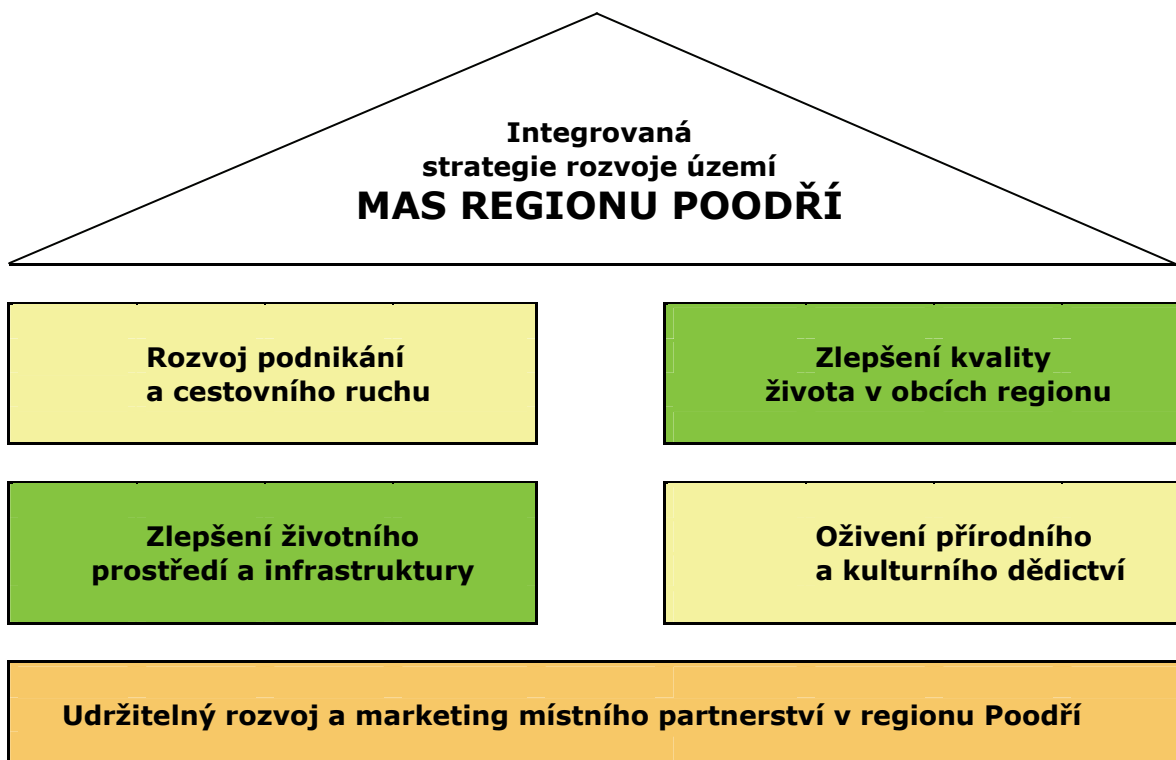 Integrovaná
strategie rozvoje území
MAS REGIONU POODŘÍ
Rozvoj podnikání
a cestovního ruchu
Zlepšení kvality
života v obcích regionu
Zlepšení životního
prostředí a infrastruktury
Oživení přírodního
a kulturního dědictví
Udržitelný rozvoj a marketing místního partnerství v regionu Poodří